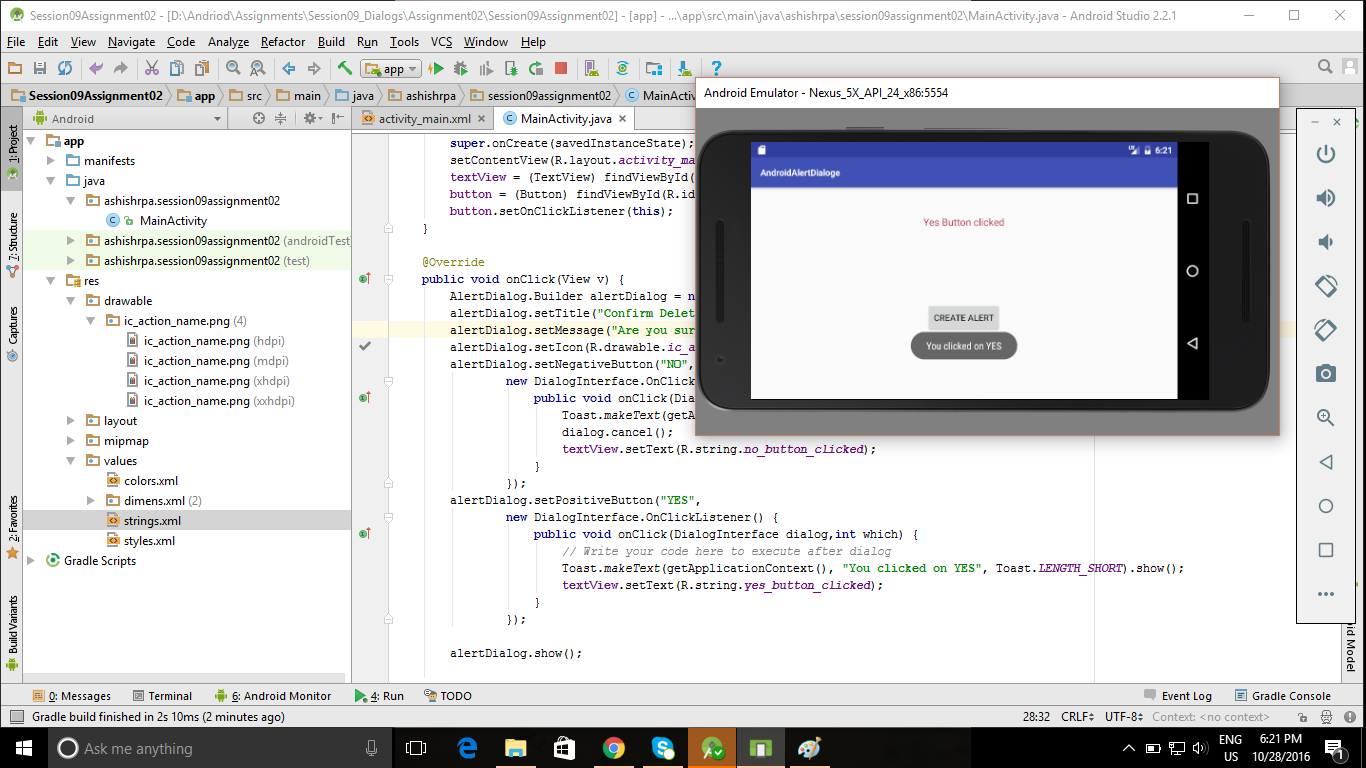 Session09Assignment02 - [D:\Andriod\Assignments\Session_09_Dialogs\Assignment02\Session09Assignment02] - [app] - ...\app\src\main\java\ashishrpa\session09assignment02\MainActivity.java - Android Studio 2.2.1
File Edit View Navigate Code Analyze Refactor Build Run Tools VCS Window Help
app
Session09Assignment02 app src main java ashishrpa session09assignment02
Android Emulator - Nexus_5X_API_24_x86:5554
Android
activity_main.xml
MainActivity.java
1: Project
7: Structure
Captures
2: Favorites
Build Variants
app
manifests
java
ashishrpa.session09assignment02
MainActivity
ashishrpa.session09assignment02 (androidTest
ashishrpa.session09assignment02 (test)
res
drawable
ic_action_name.png (4)
ic_action_name.png (hdpi)
ic_action_name.png (mdpi)
ic_action_name.png (xhdpi)
ic_action_name.png (xxhdpi)
layout
mipmap
values
colors.xml
dimens.xml (2)
strings.xml
styles.xml
Gradle Scripts
super.onCreate(savedInstanceState);
setContentView(R.layout.activity_ma
textView = (TextView) findViewById(
button = (Button) findViewById(R.id
button.setOnClickListener(this);
}
@Override
public void onClick(View v) {
AlertDialog.Builder alertDialog = n
alertDialog.setTitle("Confirm Delet
alertDialog.setMessage("Are you sur
alertDialog.setIcon(R.drawable.ic_a
alertDialog.setNegativeButton("NO",
new DialogInterface.OnClick
public void onClick(Dia
Toast.makeText(getA
dialog.cancel();
textView.setText(R.string.no_button_clicked);
}
});
alertDialog.setPositiveButton("YES",
new DialogInterface.OnClickListener() {
public void onClick(DialogInterface dialog,int which) {
// Write your code here to execute after dialog
Toast.makeText(getApplicationContext(), "You clicked on YES", Toast.LENGTH_SHORT).show();
textView.setText(R.string.yes_button_clicked);
}
});
alertDialog.show();
6:21
AndroidAlertDialoge
Yes Button clicked
CREATE ALERT
You clicked on YES
Model
0: Messages Terminal 6: Android Monitor 4: Run TODO Event Log Gradle Console
Gradle build finished in 2s 10ms (2 minutes ago) 28:32 CRLF UTF-8 Context: <no context>
Ask me anything
ENG
US
6:21 PM
10/28/2016
1